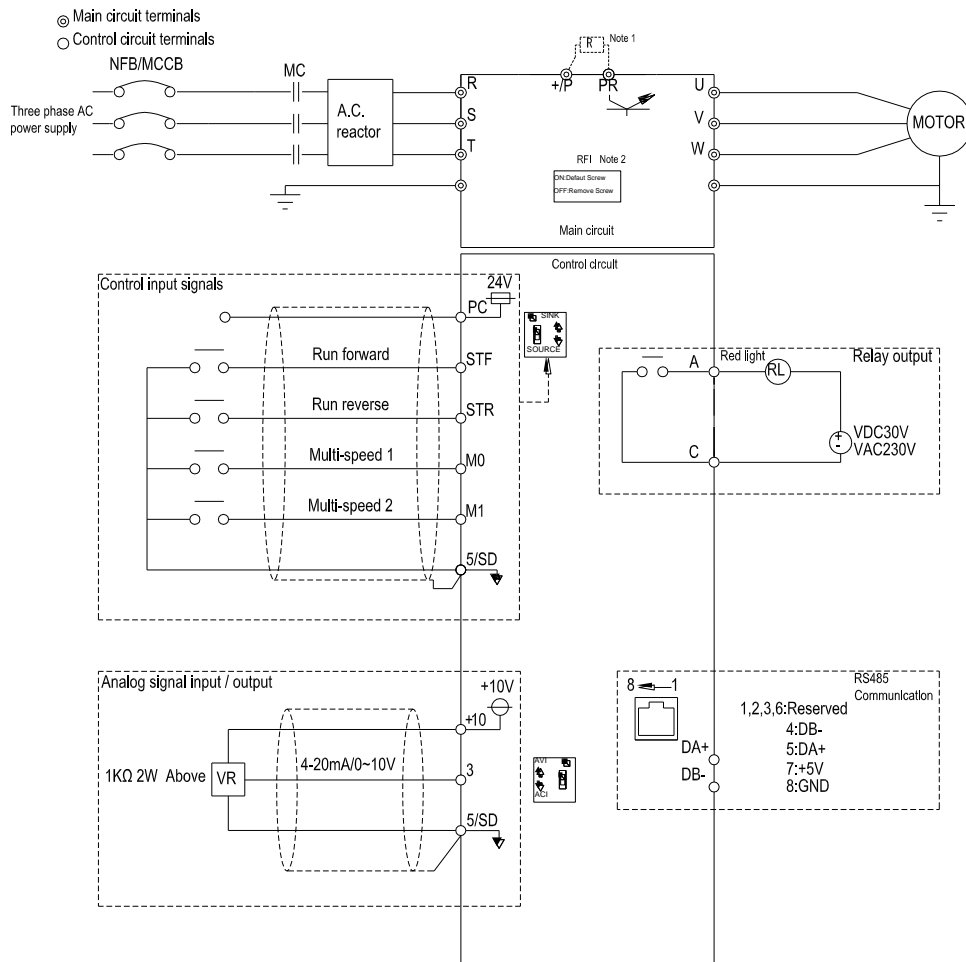 Main circuit terminals
Control circuit terminals
NFB/MCCB
MC
Three phase AC
power supply
A.C.
reactor
R
S
T
R
Note 1
+/P
PR
U
V
W
MOTOR
RFI Note 2
ON:Defaut Screw
OFF:Remove Screw
Main circuit
Control circuit
Control input signals
24V
PC
SINK
SOURCE
Run forward
STF
Run reverse
STR
Multi-speed 1
M0
Multi-speed 2
M1
5/SD
Relay output
A
Red light
RL
C
+
-
VDC30V
VAC230V
Analog signal input / output
+10V
+10
4-20mA/0~10V
3
1KΩ 2W Above
VR
5/SD
AVI
ACI
RS485
Communication
8
1
1,2,3,6:Reserved
4:DB-
5:DA+
7:+5V
8:GND
DA+
DB-